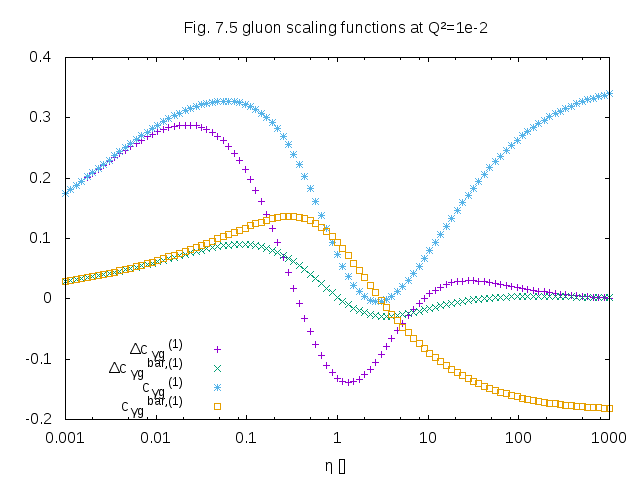 Fig. 7.5 gluon scaling functions at Q²=1e-2
0.4
0.3
0.2
0.1
0
-0.1
-0.2
Δc γg (1)
Δc γg bar,(1)
c γg (1)
c γg bar,(1)
0.001 0.01 0.1 1 10 100 1000
η []